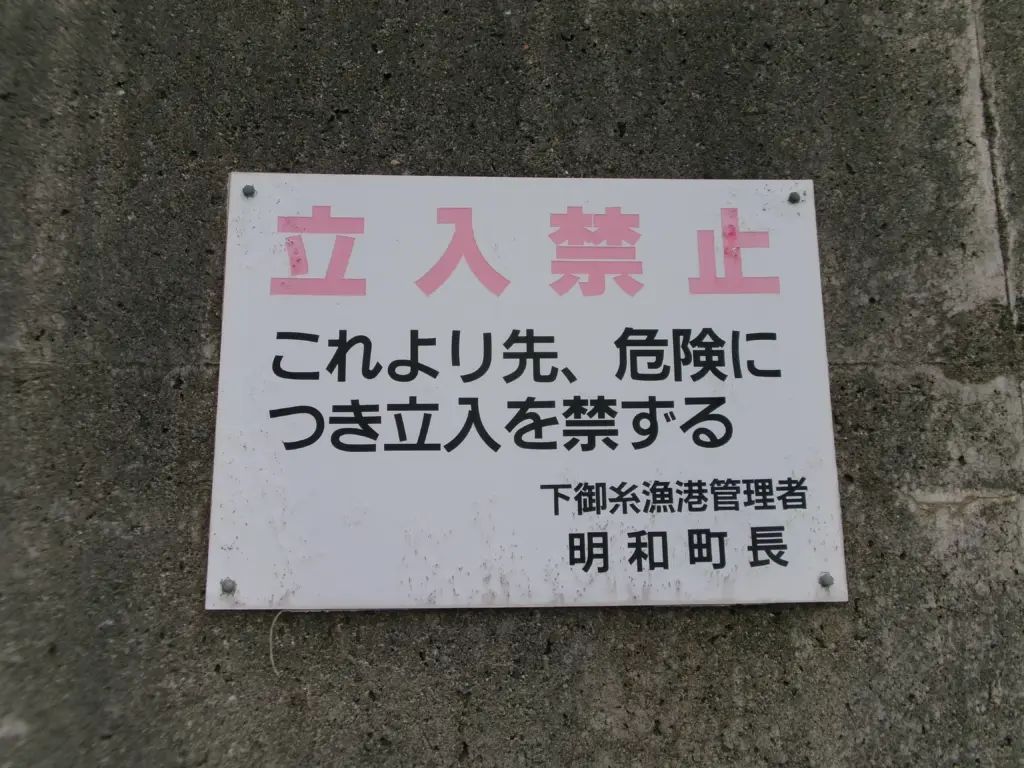 立入禁止
これより先、危険に
つき立入を禁ずる
下御糸漁港管理者
明和町長